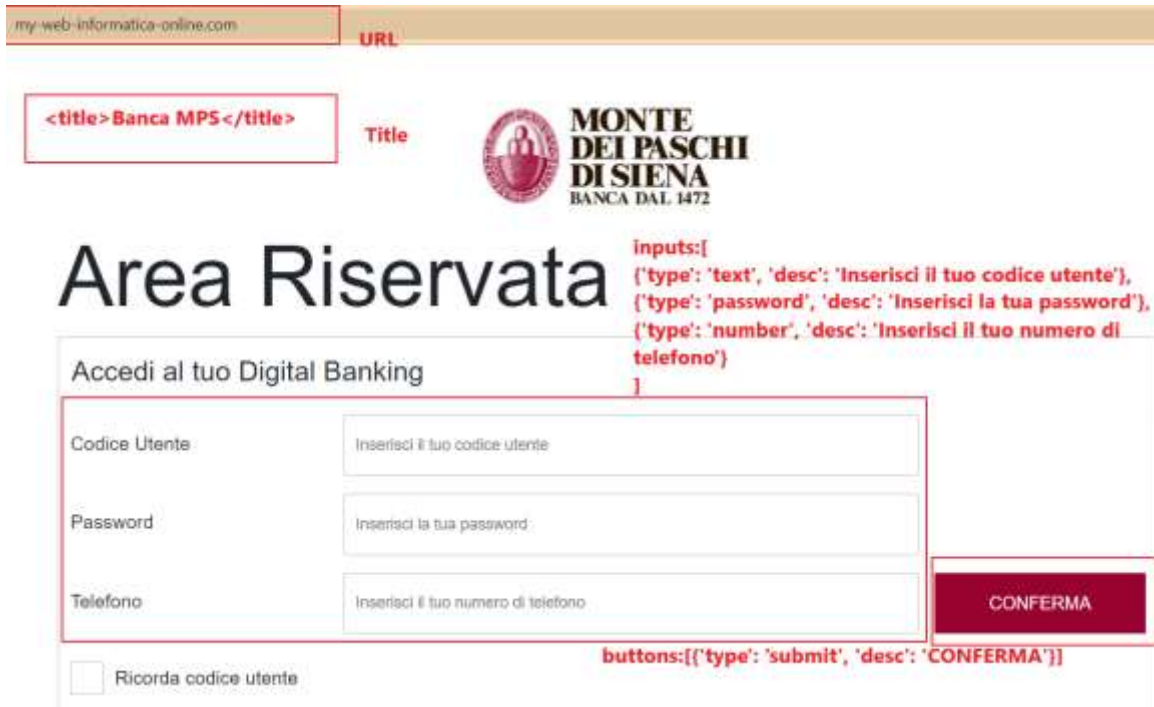 my-web-informatica-online.com
URL
<title>Banca MPS</title>
Title
MONTE
DEI PASCHI
DI SIENA
BANCA DAL 1472
Area Riservata
inputs:[
{'type': 'text', 'desc': 'Inserisci il tuo codice utente'},
{'type': 'password', 'desc': 'Inserisci la tua password'},
{'type': 'number', 'desc': 'Inserisci il tuo numero di
telefono'}
]
Accedi al tuo Digital Banking
Codice Utente
Inserisci il tuo codice utente
Password
Inserisci la tua password
Telefono
Inserisci il tuo numero di telefono
CONFERMA
buttons:[{'type': 'submit', 'desc': 'CONFERMA'}]
Ricorda codice utente